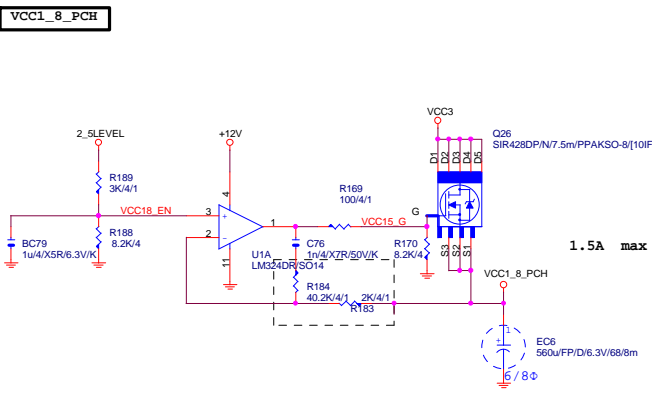 VCC1_8_PCH
VCC3
Q26
SIR428DP/N/7.5m/PPAKSO-8/[10IF
2_5LEVEL
+12V
D1
D2
D3
D4
D5
R189
3K/4/1
4
R169
100/4/1
VCC18_EN
3
+
1
VCC15_G
G
2
-
R188
8.2K/4
BC79
1u/4/X5R/6.3V/K
C76
1n/4/X7R/50V/K
R170
8.2K/4
S3
S2
S1
1.5A max
11
U1A
LM324DR/SO14
VCC1_8_PCH
R184
40.2K/4/1
2K/4/1
R183
1
+
EC6
560u/FP/D/6.3V/68/8m
6/8Φ